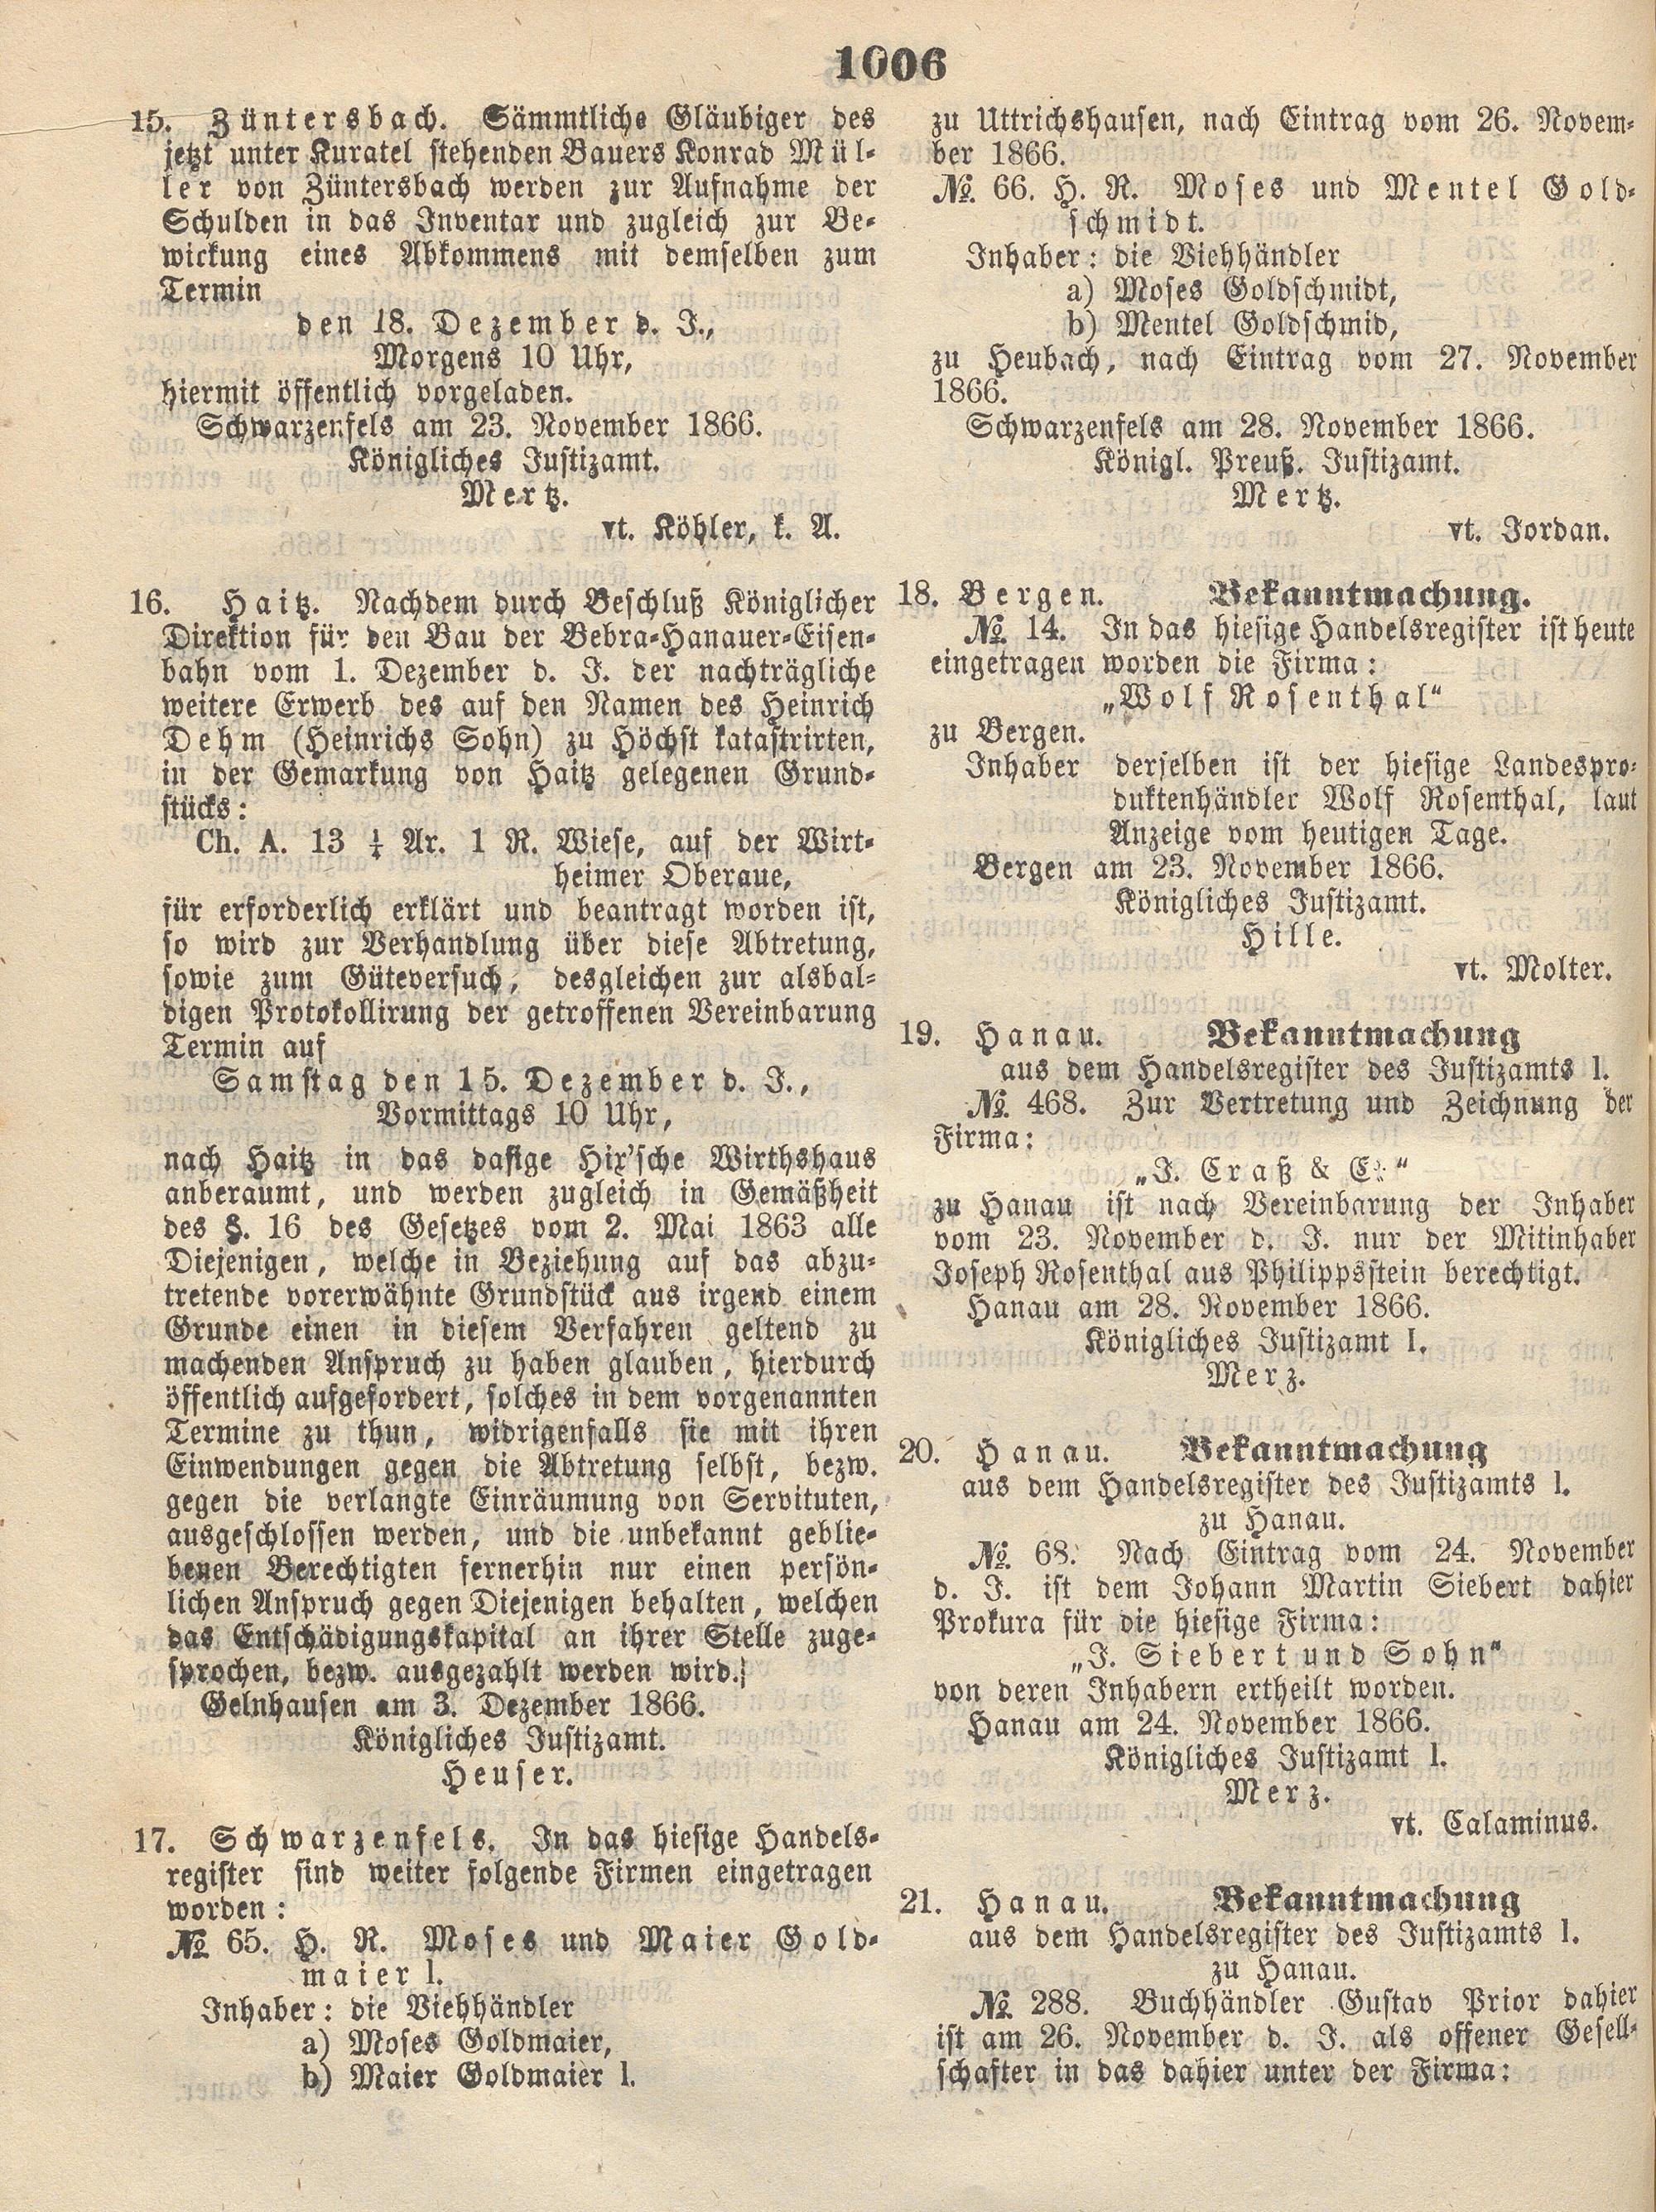 1006
15. Züntersbach. Sämmtliche Gläubiger des
jetzt unter Kuratel stehenden Bauers Konrad Mül-
ler von Züntersbach werden zur Aufnahme der
Schulden in das Inventar und zugleich zur Be-
wirkung eines Abkommens mit demselben zum
Termin
den 18. Dezember d. J.,
Morgens 10 Uhr,
hiermit öffentlich vorgeladen.
Schwarzenfels am 23. November 1866.
Königliches Justizamt.
Mertz.
vt. Köhler, k. A.
16. Haitz. Nachdem durch Beschluß Königlicher
Direktion für den Bau der Bebra-Hanauer-Eisen-
bahn vom 1. Dezember d. J. der nachträgliche
weitere Erwerb des auf den Namen des Heinrich
Dehm (Heinrichs Sohn) zu Höchst katastrirten,
in der Gemarkung von Haitz gelegenen Grund-
stücks:
Ch. A. 13 ¼ Ar. 1 R. Wiese, auf der Wirt-
heimer Oberaue,
für erforderlich erklärt und beantragt worden ist,
so wird zur Verhandlung über diese Abtretung,
sowie zum Güteversuch, desgleichen zur alsbal-
digen Protokollirung der getroffenen Vereinbarung
Termin auf
Samstag den 15. Dezember d. J.,
Vormittags 10 Uhr,
nach Haitz in das dasige Hix'sche Wirthshaus
anberaumt, und werden zugleich in Gemäßheit
des §. 16 des Gesetzes vom 2. Mai 1863 alle
Diejenigen, welche in Beziehung auf das abzu-
tretende vorerwähnte Grundstück aus irgend einem
Grunde einen in diesem Verfahren geltend zu
machenden Anspruch zu haben glauben, hierdurch
öffentlich aufgefordert, solches in dem vorgenannten
Termine zu thun, widrigenfalls sie mit ihren
Einwendungen gegen die Abtretung selbst, bezw.
gegen die verlangte Einräumung von Servituten,
ausgeschlossen werden, und die unbekannt geblie-
benen Berechtigten fernerhin nur einen persön-
lichen Anspruch gegen Diejenigen behalten, welchen
das Entschädigungskapital an ihrer Stelle zuge-
sprochen, bezw. ausgezahlt werden wird.
Gelnhausen am 3. Dezember 1866.
Königliches Justizamt.
Heuser.
17. Schwarzenfels. In das hiesige Handels-
register sind weiter folgende Firmen eingetragen
worden:
№ 65. H. R. Moses und Maier Gold-
maier I.
Inhaber: die Viehhändler
a) Moses Goldmaier,
b) Maier Goldmaier I.
zu Uttrichshausen, nach Eintrag vom 26. Novem-
ber 1866.
№. 66. H. R. Moses und Mentel Gold-
schmidt.
Inhaber: die Viehhändler
a) Moses Goldschmidt,
b) Mentel Goldschmid,
zu Heubach, nach Eintrag vom 27. November
1866.
Schwarzenfels am 28. November 1866.
Königl. Preuß. Justizamt.
Mertz.
vt. Jordan.
18. Bergen. Bekanntmachung.
№. 14. In das hiesige Handelsregister ist heute
eingetragen worden die Firma:
„Wolf Rosenthal“
zu Bergen.
Inhaber derselben ist der hiesige Landespro-
duktenhändler Wolf Rosenthal, laut
Anzeige vom heutigen Tage.
Bergen am 23. November 1866.
Königliches Justizamt.
Hille.
vt. Molter.
19. Hanau. Bekanntmachung
aus dem Handelsregister des Justizamts I.
№. 468. Zur Vertretung und Zeichnung der
Firma:
„J. Craß &
zu Hanau ist nach Vereinbarung der Inhaber
vom 23. November d. J. nur der Mitinhaber
Joseph Rosenthal aus Philippsstein berechtigt.
Hanau am 28. November 1866.
Königliches Justizamt I.
Merz.
20. Hanau. Bekanntmachung
aus dem Handelsregister des Justizamts I.
zu Hanau.
№. 68. Nach Eintrag vom 24. November
d. J. ist dem Johann Martin Siebert dahier
Prokura für die hiesige Firma:
„J. Siebert und Sohn“
von deren Inhabern ertheilt worden.
Hanau am 24. November 1866.
Königliches Justizamt I.
Merz.
vt. Calaminus.
21. Hanau. Bekanntmachung
aus dem Handelsregister des Justizamts I.
zu Hanau.
№. 288. Buchhändler Gustav Prior dahier
ist am 26. November d. J. als offener Gesell-
schafter in das dahier unter der Firma: